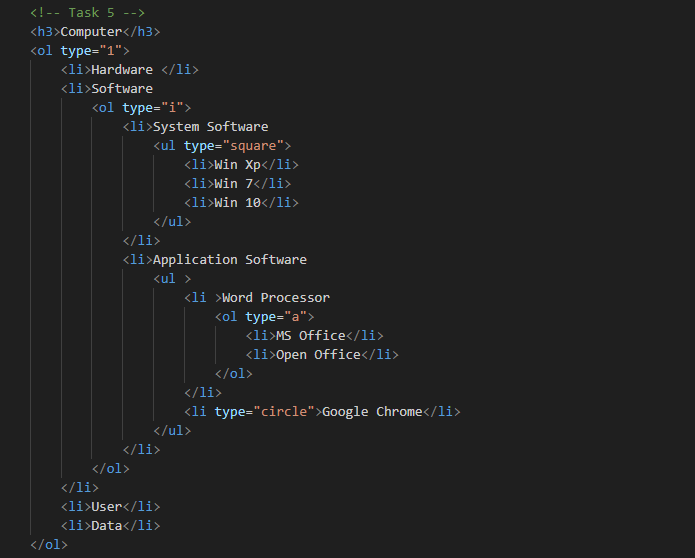 <!-- Task 5 -->
<h3>Computer</h3>
<ol type="1">
<li>Hardware </li>
<li>Software
<ol type="i">
<li>System Software
<ul type="square">
<li>Win Xp</li>
<li>Win 7</li>
<li>Win 10</li>
</ul>
</li>
<li>Application Software
<ul >
<li >Word Processor
<ol type="a">
<li>MS Office</li>
<li>Open Office</li>
</ol>
</li>
<li type="circle">Google Chrome</li>
</ul>
</li>
</ol>
</li>
<li>User</li>
<li>Data</li>
</ol>